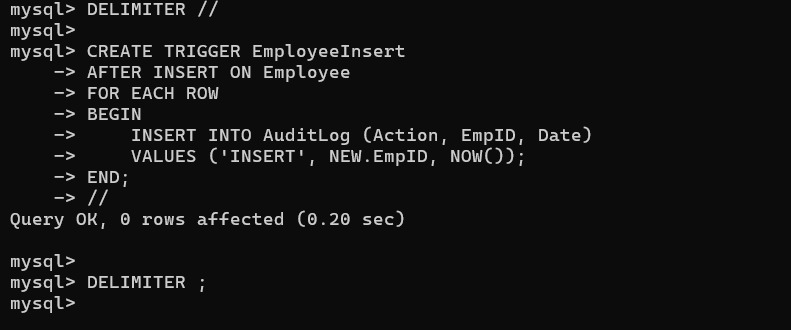 mysql> DELIMITER //
mysql>
mysql> CREATE TRIGGER EmployeeInsert
    -> AFTER INSERT ON Employee
    -> FOR EACH ROW
    -> BEGIN
    ->     INSERT INTO AuditLog (Action, EmpID, Date)
    ->     VALUES ('INSERT', NEW.EmpID, NOW());
    -> END;
    -> //
Query OK, 0 rows affected (0.20 sec)

mysql>
mysql> DELIMITER ;
mysql>